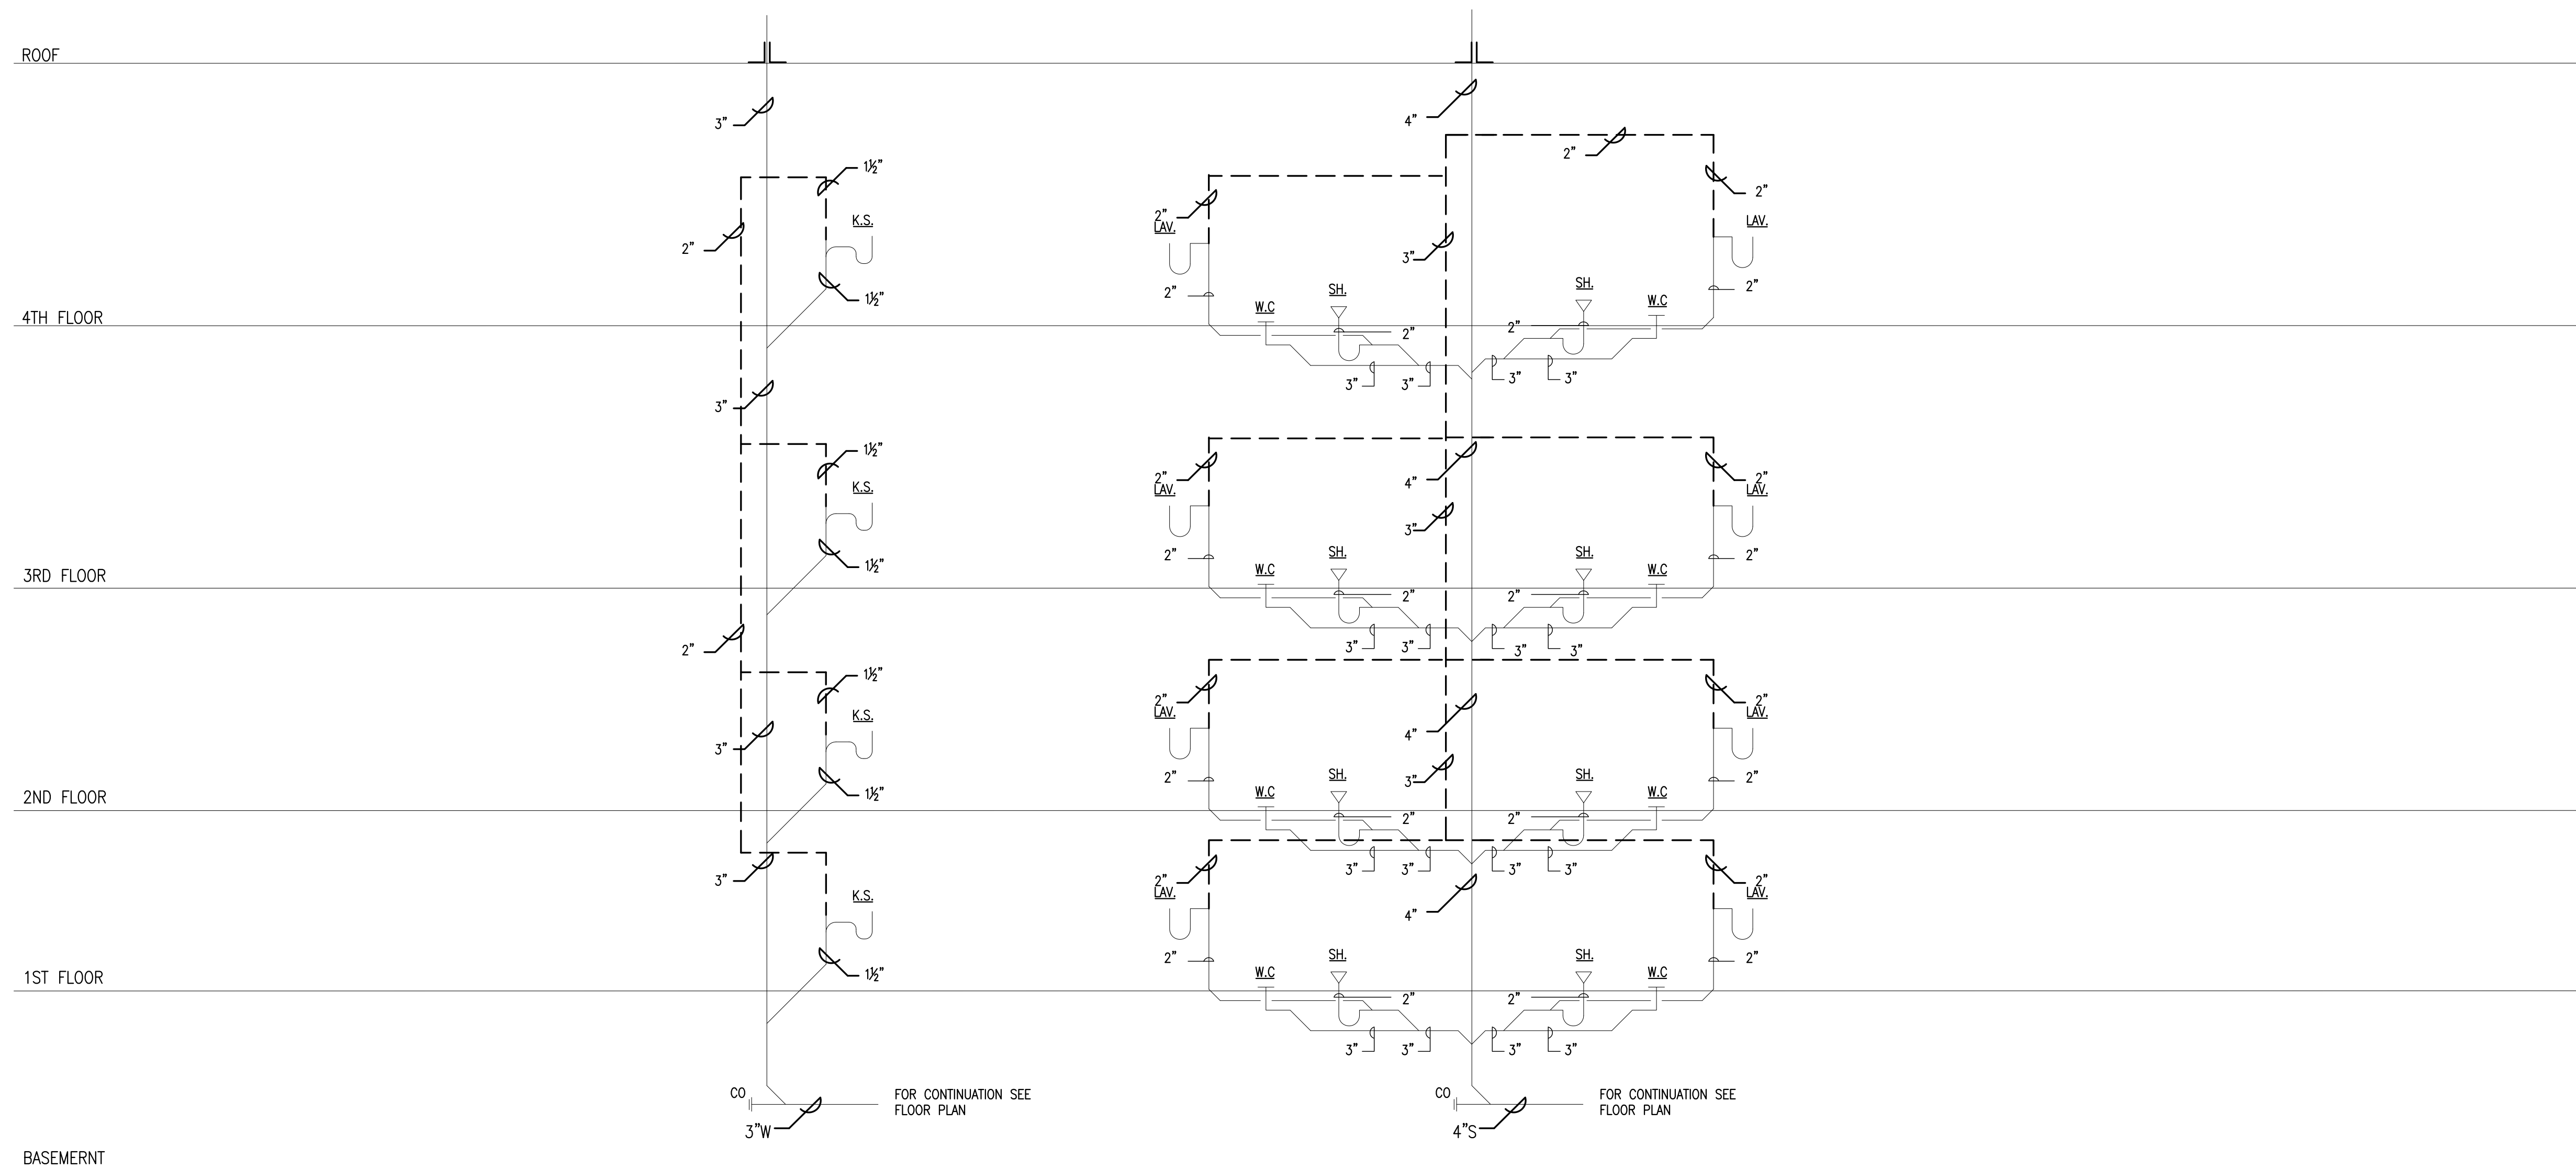 ROOF
3"
4"
2"
1½"
2"
2"
LAV.
K.S.
LAV.
2"
3"
SH.
SH.
2"
2"
1½"
W.C
W.C
4TH FLOOR
2"
2"
3"
3"
3"
3"
3"
1½"
2"
4"
2"
LAV.
K.S.
LAV.
3"
2"
SH.
SH.
2"
1½"
W.C
W.C
3RD FLOOR
2"
2"
2"
3"
3"
3"
3"
1½"
2"
2"
LAV.
K.S.
LAV.
3"
4"
2"
SH.
3"
SH.
2"
1½"
W.C
W.C
2ND FLOOR
2"
2"
3"
3"
3"
3"
3"
2"
2"
LAV.
K.S.
LAV.
4"
2"
SH.
SH.
2"
1½"
W.C
W.C
1ST FLOOR
2"
2"
3"
3"
3"
3"
CO
FOR CONTINUATION SEE
FLOOR PLAN
3"W
CO
FOR CONTINUATION SEE
FLOOR PLAN
4"S
BASEMERNT